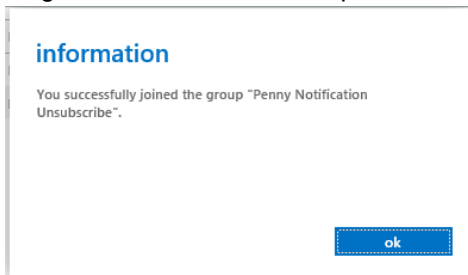 information
You successfully joined the group "Penny Notification
Unsubscribe".
ok